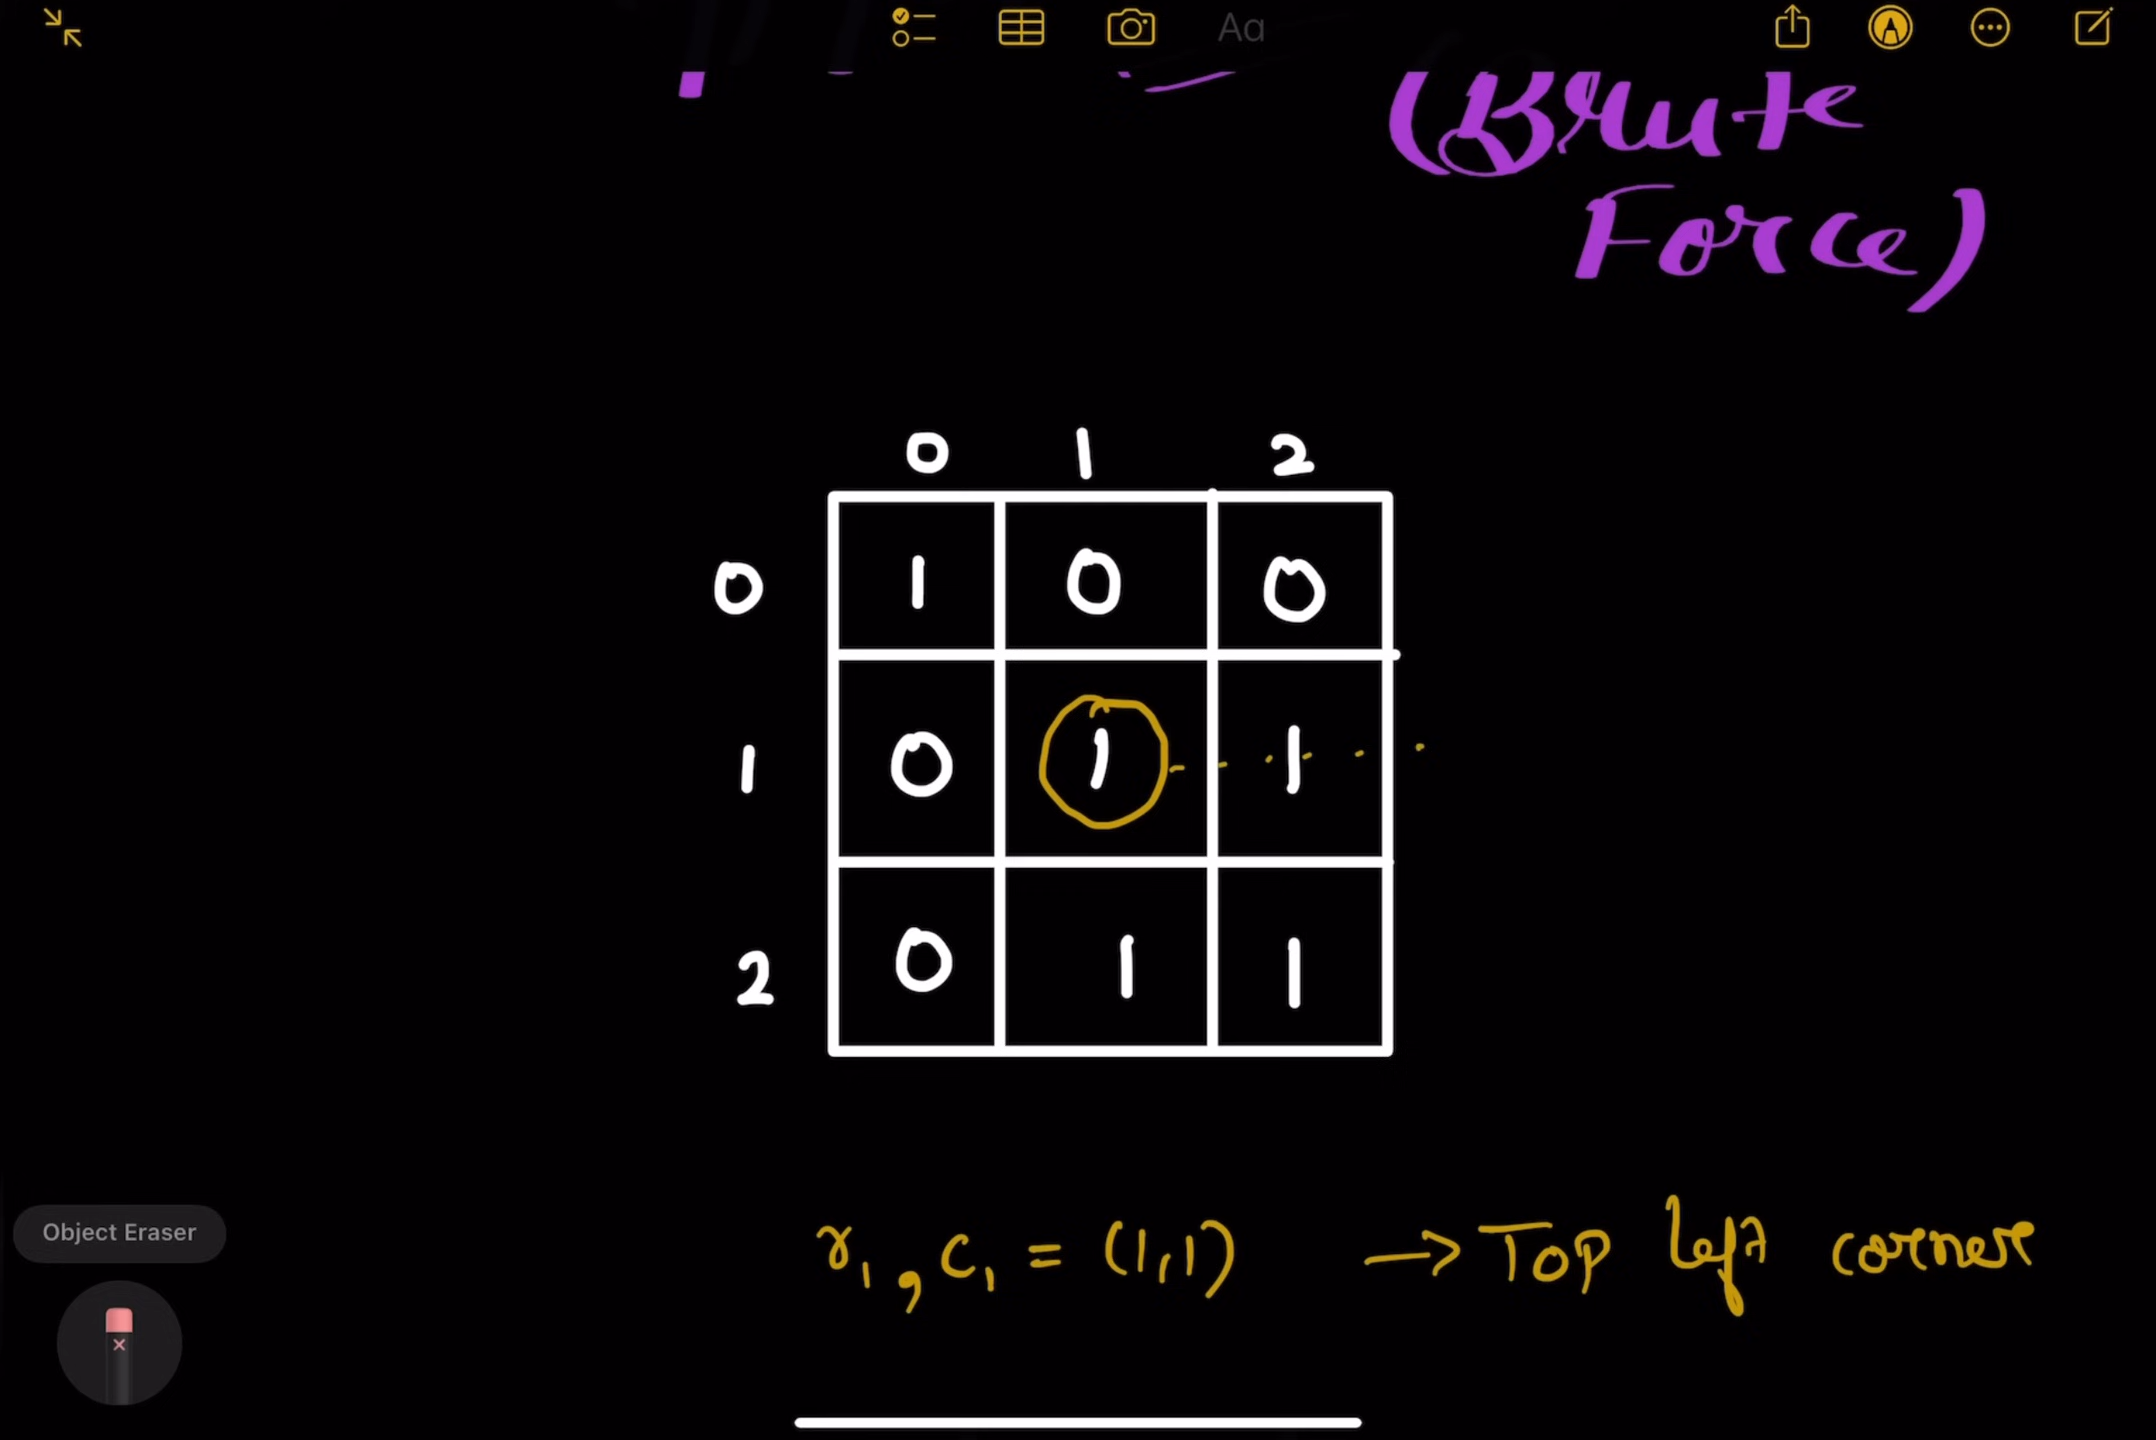 Aa
(Brute
Force)
0 1 2
0 1 0 0
1 0 1 1
2 0 1 1
Object Eraser
r1, c1 = (1,1) → Top left corner